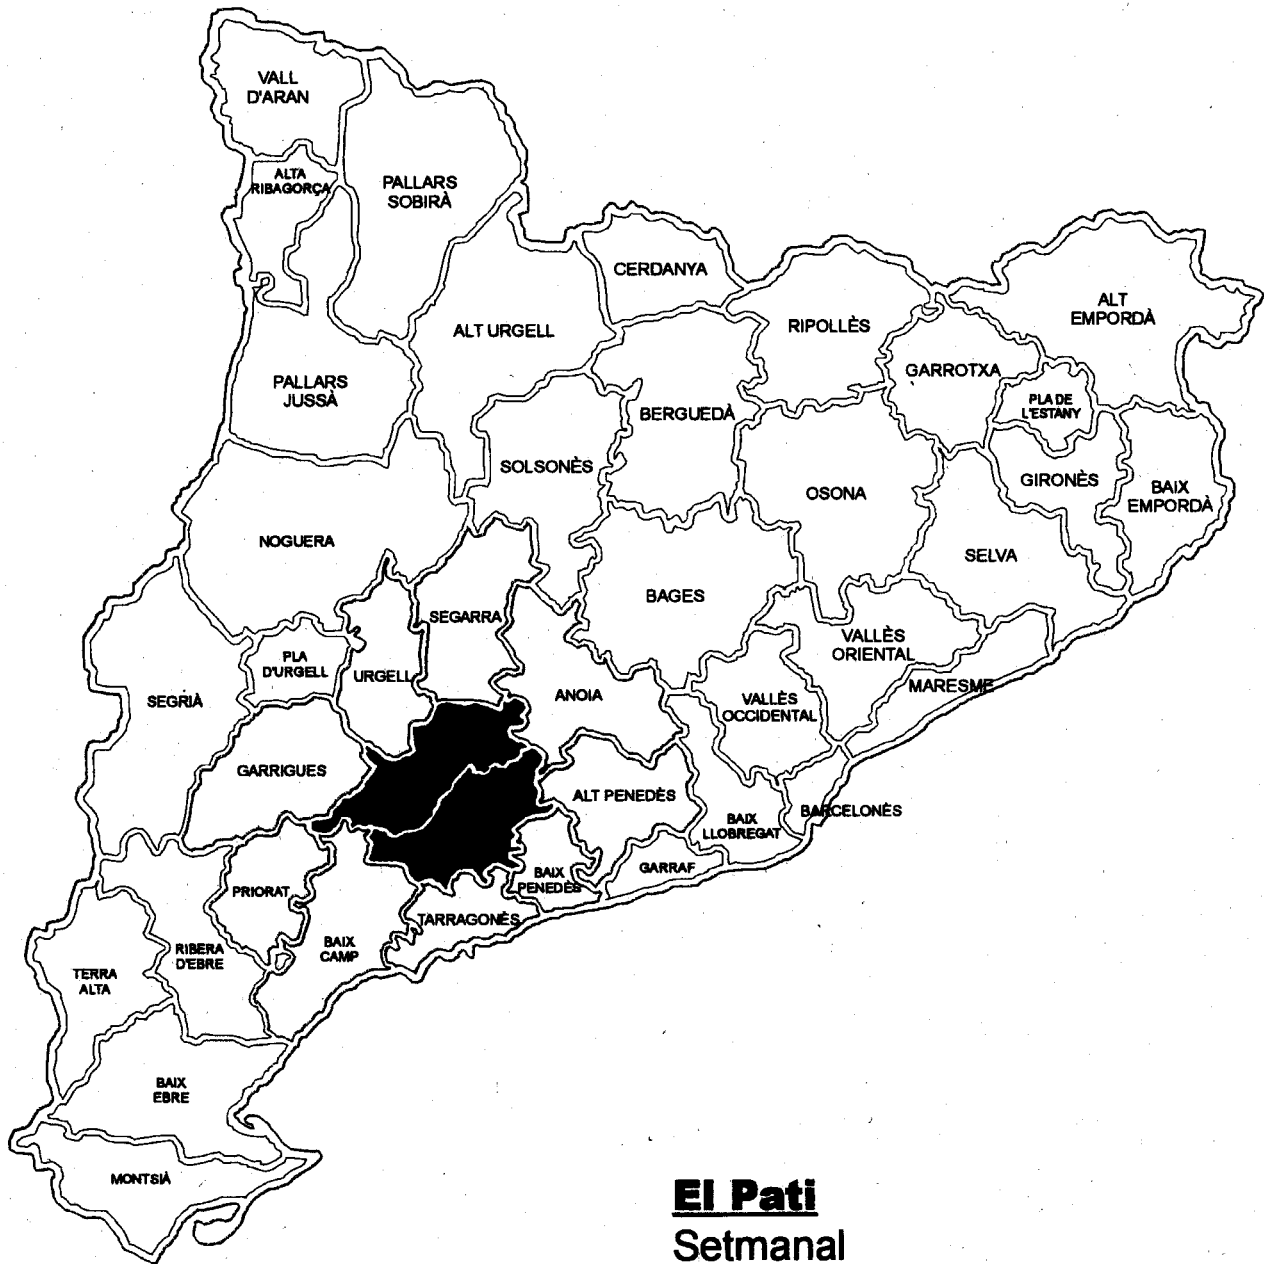 VALL
D'ARAN
ALTA
RIBAGORÇA
PALLARS
SOBIRÀ
CERDANYA
ALT
EMPORDÀ
RIPOLLÈS
ALT URGELL
GARROTXA
PALLARS
JUSSÀ
PLA DE
L'ESTANY
BERGUEDÀ
SOLSONÈS
GIRONÈS
OSONA
BAIX
EMPORDÀ
NOGUERA
SELVA
BAGES
SEGARRA
VALLÈS
ORIENTAL
PLA
D'URGELL
URGELL
MARESME
SEGRIÀ
ANOIA
VALLÈS
OCCIDENTAL
GARRIGUES
ALT PENEDÈS
BARCELONÈS
BAIX
LLOBREGAT
GARRAF
BAIX
PENEDÈS
PRIORAT
TARRAGONÈS
BAIX
CAMP
RIBERA
D'EBRE
TERRA
ALTA
BAIX
EBRE
MONTSIÀ
El Pati
Setmanal